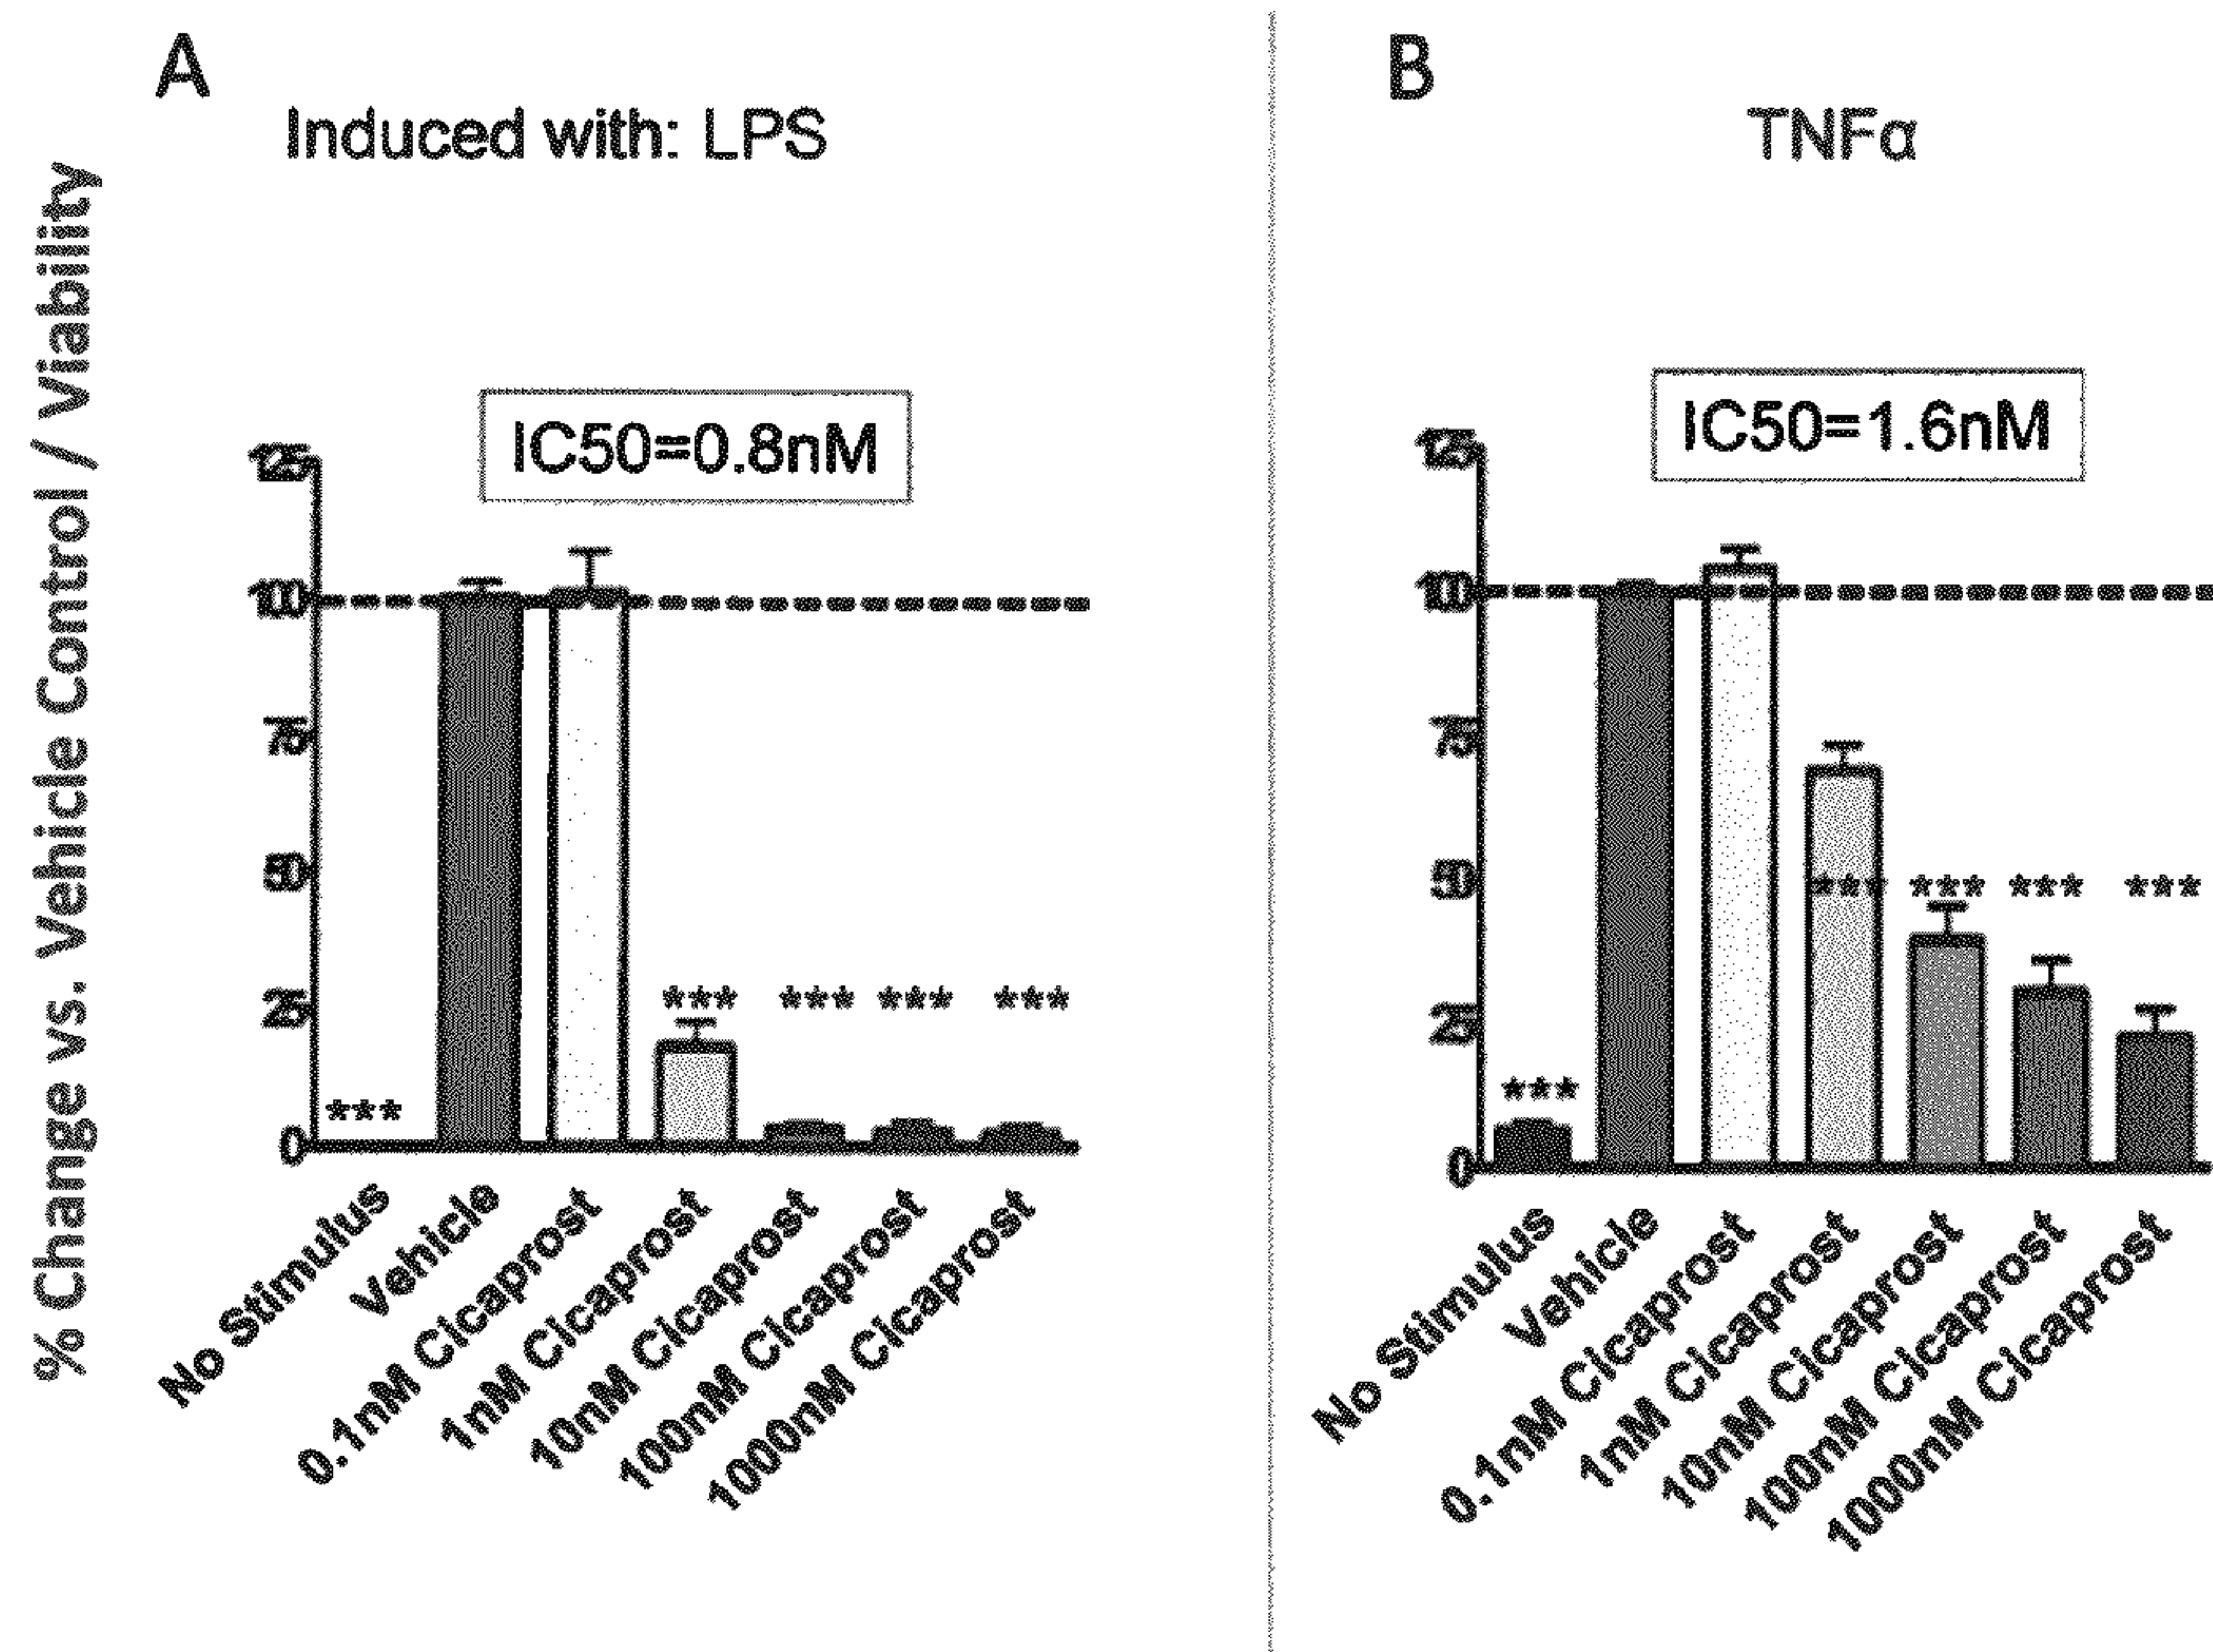 A
Induced with: LPS
% Change vs. Vehicle Control / Viability
IC50=0.8nM
125
100
75
50
25
0
***
***
***
***
***
No Stimulus
Vehicle
0.1nM Cicaprost
1nM Cicaprost
10nM Cicaprost
100nM Cicaprost
1000nM Cicaprost
B
TNFα
IC50=1.6nM
125
100
75
50
25
0
***
***
***
***
***
No Stimulus
Vehicle
0.1nM Cicaprost
1nM Cicaprost
10nM Cicaprost
100nM Cicaprost
1000nM Cicaprost